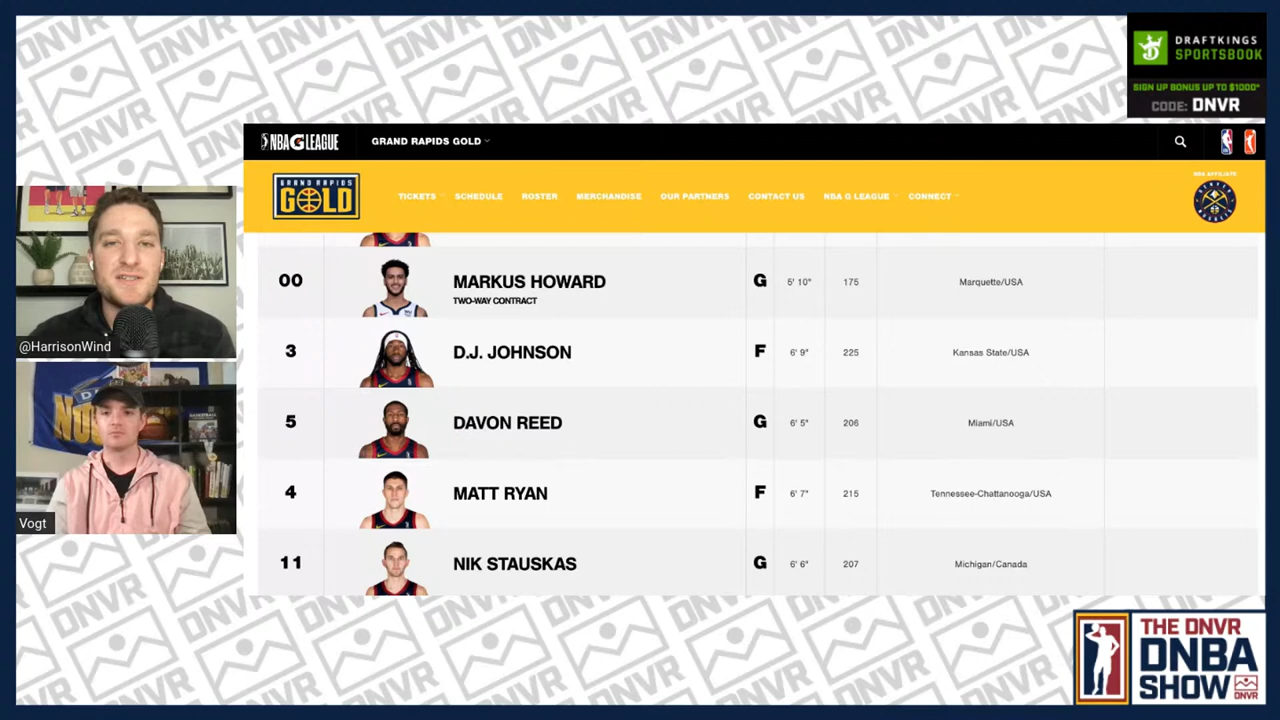 DRAFTKINGS
SPORTSBOOK
SIGN UP BONUS UP TO $1000*
CODE: DNVR
NBA G LEAGUE
GRAND RAPIDS GOLD
GRAND RAPIDS
GOLD
TICKETS
SCHEDULE
ROSTER
MERCHANDISE
OUR PARTNERS
CONTACT US
NBA G LEAGUE
CONNECT
NBA AFFILIATE
00 MARKUS HOWARD G 5' 10" 175 Marquette/USA
TWO-WAY CONTRACT
3 D.J. JOHNSON F 6' 9" 225 Kansas State/USA
5 DAVON REED G 6' 5" 206 Miami/USA
4 MATT RYAN F 6' 7" 215 Tennessee-Chattanooga/USA
11 NIK STAUSKAS G 6' 6" 207 Michigan/Canada
@HarrisonWind
Vogt
THE DNVR
DNBA
SHOW
DNVR